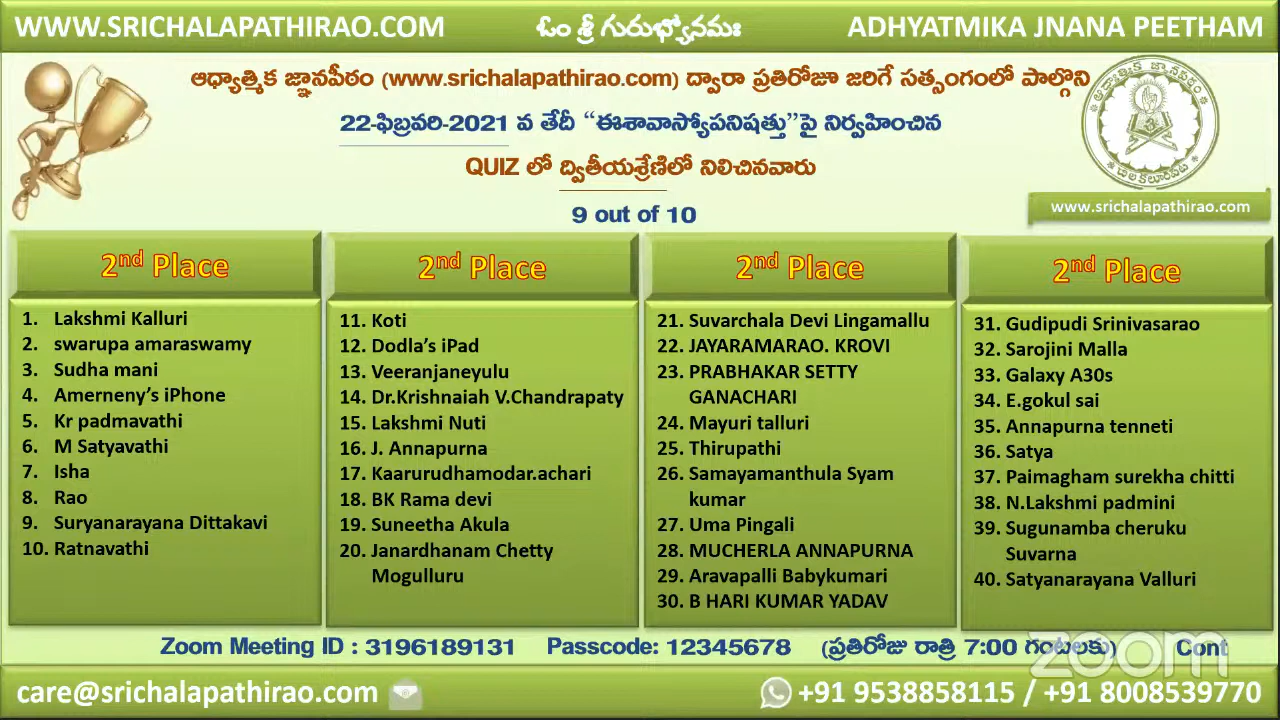 WWW.SRICHALAPATHIRAO.COM
ఓం శ్రీ గురుభ్యోనమః
ADHYATMIKA JNANA PEETHAM
ఆధ్యాత్మిక జ్ఞానపీఠం (www.srichalapathirao.com) ద్వారా ప్రతిరోజూ జరిగే సత్సంగంలో పాల్గొని
22-ఫిబ్రవరి-2021 వ తేదీ “ఈశావాస్యోపనిషత్తు”పై నిర్వహించిన
QUIZ లో ద్వితీయశ్రేణిలో నిలిచినవారు
9 out of 10
www.srichalapathirao.com
2nd Place
1. Lakshmi Kalluri
2. swarupa amaraswamy
3. Sudha mani
4. Amerneny’s iPhone
5. Kr padmavathi
6. M Satyavathi
7. Isha
8. Rao
9. Suryanarayana Dittakavi
10. Ratnavathi
2nd Place
11. Koti
12. Dodla’s iPad
13. Veeranjaneyulu
14. Dr.Krishnaiah V.Chandrapaty
15. Lakshmi Nuti
16. J. Annapurna
17. Kaarurudhamodar.achari
18. BK Rama devi
19. Suneetha Akula
20. Janardhanam Chetty
Mogulluru
2nd Place
21. Suvarchala Devi Lingamallu
22. JAYARAMARAO. KROVI
23. PRABHAKAR SETTY
GANACHARI
24. Mayuri talluri
25. Thirupathi
26. Samayamanthula Syam
kumar
27. Uma Pingali
28. MUCHERLA ANNAPURNA
29. Aravapalli Babykumari
30. B HARI KUMAR YADAV
2nd Place
31. Gudipudi Srinivasarao
32. Sarojini Malla
33. Galaxy A30s
34. E.gokul sai
35. Annapurna tenneti
36. Satya
37. Paimagham surekha chitti
38. N.Lakshmi padmini
39. Sugunamba cheruku
Suvarna
40. Satyanarayana Valluri
Zoom Meeting ID : 3196189131 Passcode: 12345678 (ప్రతిరోజు రాత్రి 7:00 గంటలకు) Cont
zoom
care@srichalapathirao.com
+91 9538858115 / +91 8008539770